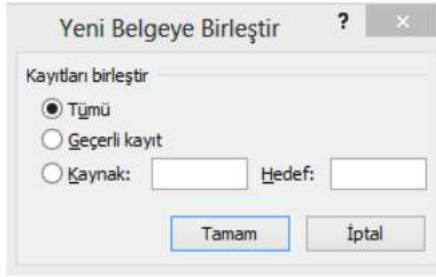 Yeni Belgeye Birleştir ? ×
Kayıtları birleştir
Tümü
Geçerli kayıt
Kaynak: Hedef:
Tamam İptal